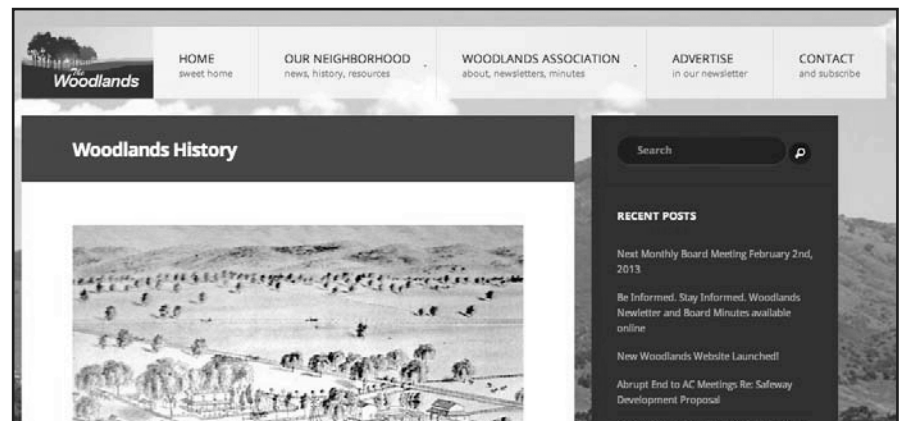 The
Woodlands
HOME
sweet home
OUR NEIGHBORHOOD
news, history, resources
WOODLANDS ASSOCIATION
about, newsletters, minutes
ADVERTISE
in our newsletter
CONTACT
and subscribe
Woodlands History
Search
RECENT POSTS
Next Monthly Board Meeting February 2nd,
2013
Be Informed. Stay Informed. Woodlands
Newletter and Board Minutes available
online
New Woodlands Website Launched!
Abrupt End to AC Meetings Re: Safeway
Development Proposal